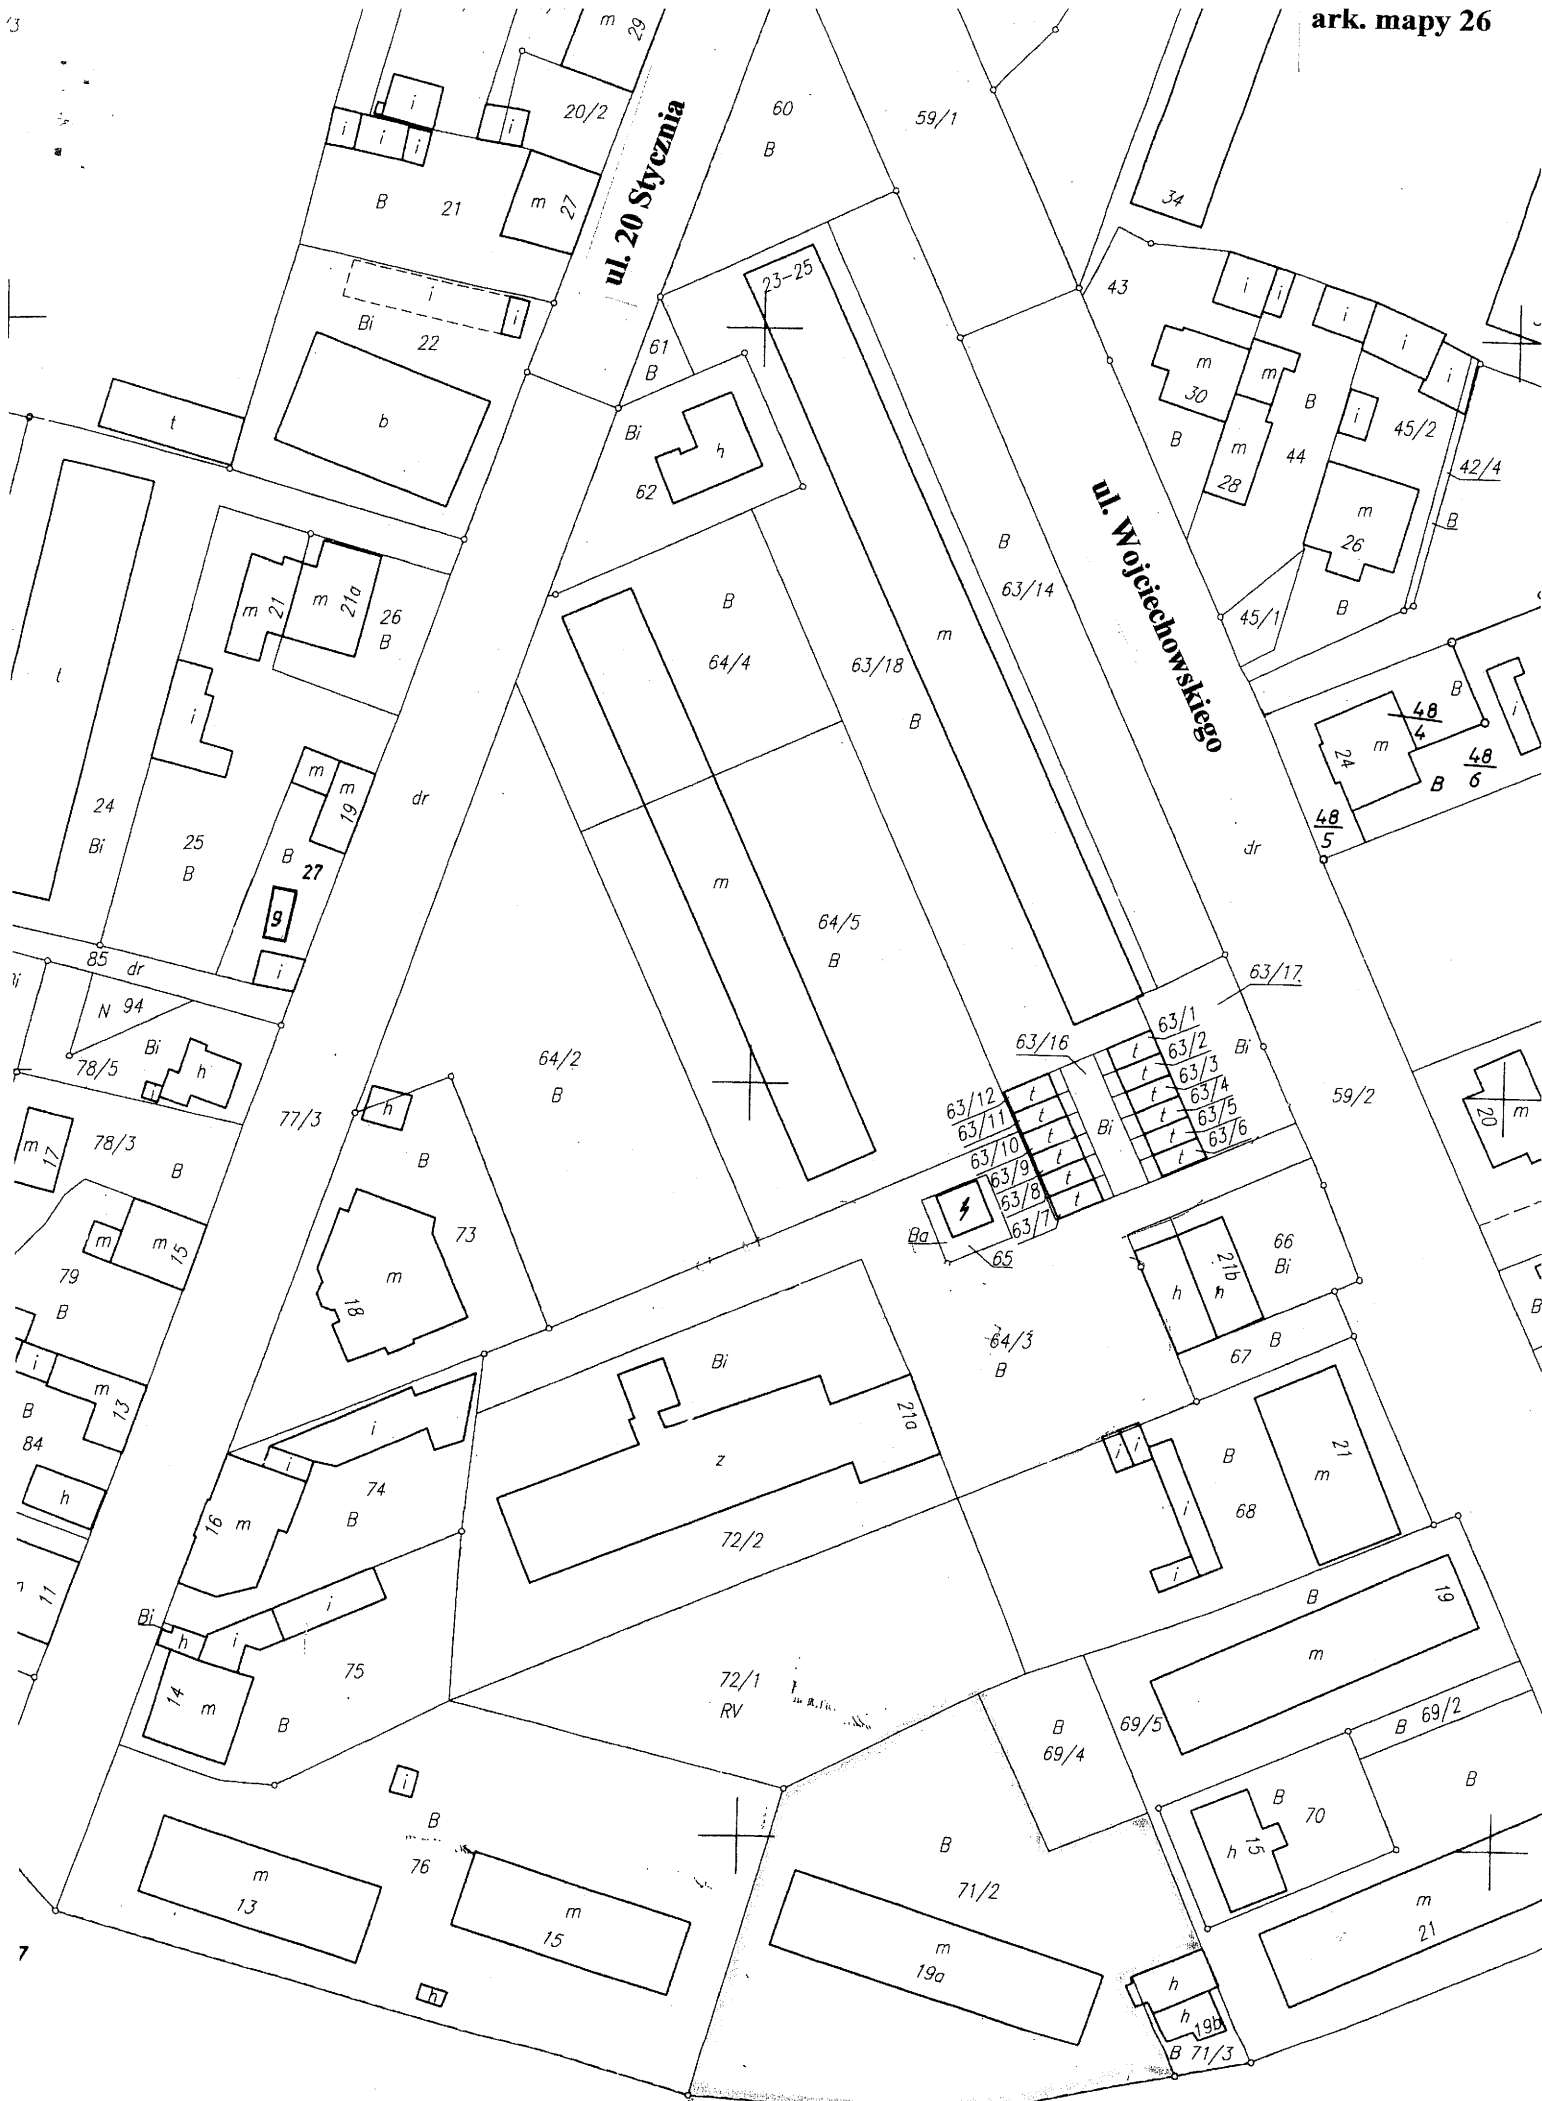 ark. mapy 26
/3
m
29
i
i
i
i
i
20/2
60
B
59/1
B
21
m
27
ul. 20 Stycznia
34
i
i
Bi
22
23-25
43
i
i
i
i
i
61
B
m
30
m
B
t
b
Bi
h
62
B
m
28
44
i
45/2
42/4
B
m
26
ul. Wojciechowskiego
B
63/14
m
21
m
21a
26
B
B
64/4
m
63/18
B
45/1
B
B
i
t
i
m
m
19
dr
24
m
48
4
48
6
B
48
5
24
Bi
25
B
B
27
g
i
m
64/5
B
dr
85
dr
N
94
Bi
78/5
i
h
77/3
64/2
B
63/17
63/16
63/1
63/2
63/3
63/4
63/5
63/6
Bi
63/12
63/11
63/10
63/9
63/8
63/7
t
t
t
t
t
t
t
t
t
t
t
t
Bi
59/2
20
m
m
17
78/3
B
h
B
73
m
18
Ba
65
66
Bi
21b
h
h
m
m
15
79
B
i
m
13
B
84
h
11
64/3
B
B
67
Bi
21a
z
72/2
i
i
74
B
16
m
i
i
B
21
m
68
i
i
B
19
m
Bi
h
i
i
75
14
m
B
72/1
RV
B
69/4
69/5
B
69/2
B
B
70
15
h
i
B
76
m
13
m
15
h
B
71/2
m
19a
m
21
h
h
19b
B
71/3
7